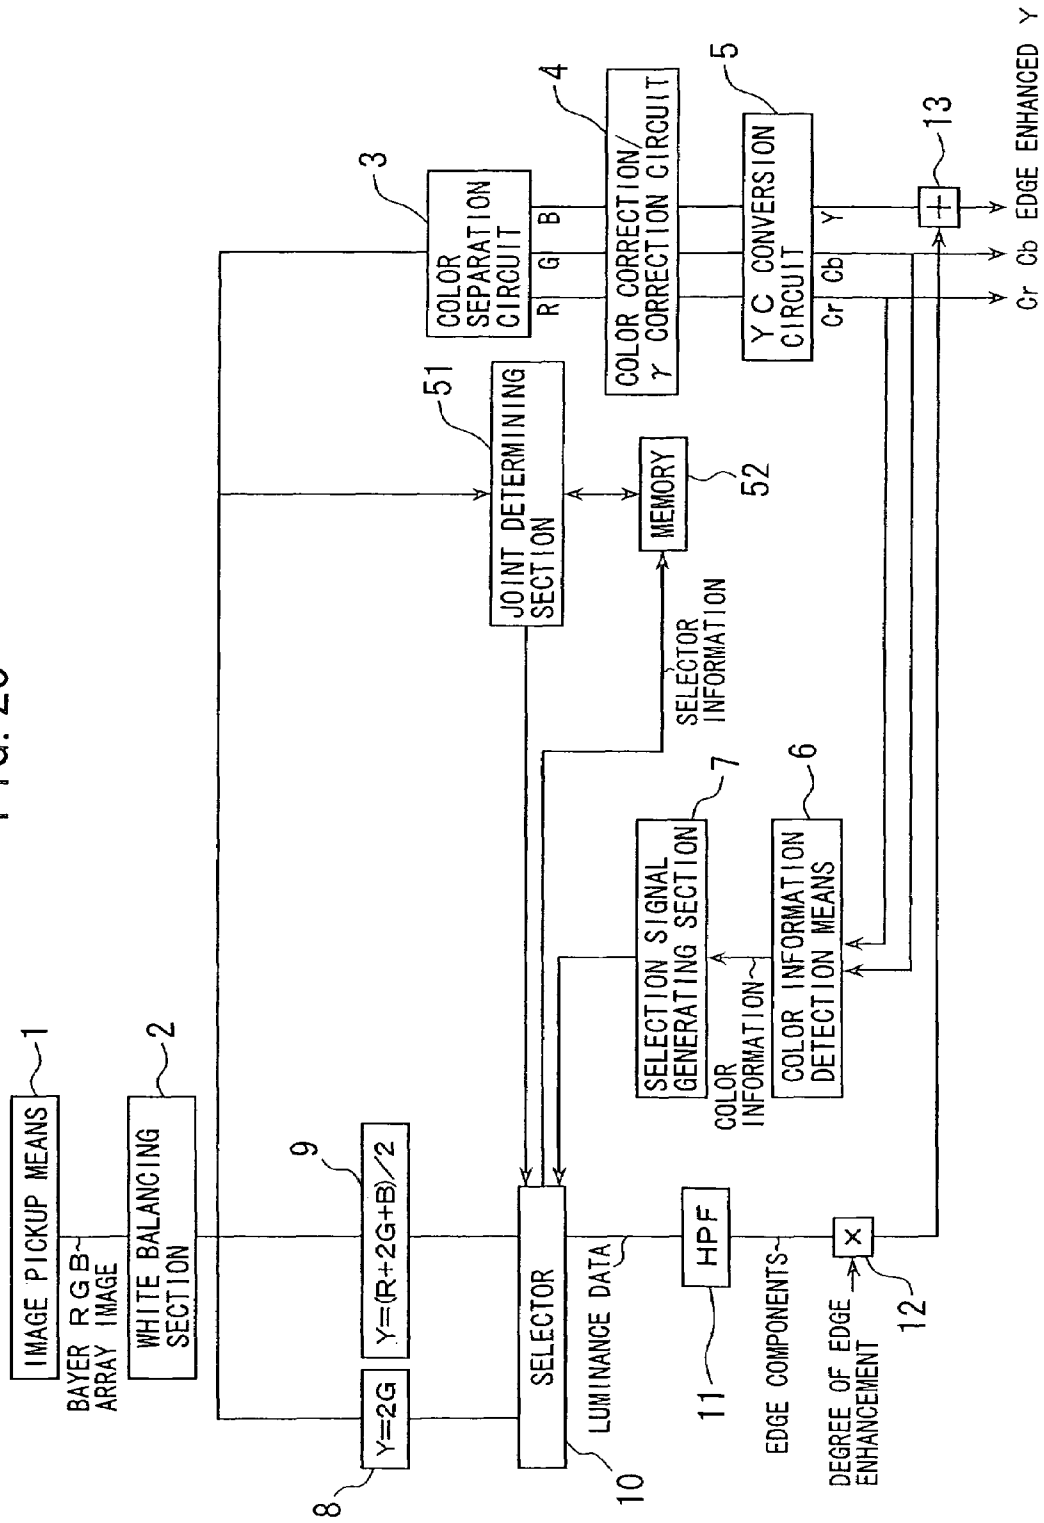 1
IMAGE PICKUP MEANS
BAYER RGB
ARRAY IMAGE
2
WHITE BALANCING
SECTION
8
Y=2G
9
Y=(R+2G+B)/2
10
SELECTOR
LUMINANCE DATA
11
HPF
EDGE COMPONENTS
DEGREE OF EDGE
ENHANCEMENT
×
12
7
SELECTION SIGNAL
GENERATING SECTION
COLOR
INFORMATION
6
COLOR INFORMATION
DETECTION MEANS
51
JOINT DETERMINING
SECTION
MEMORY
52
SELECTOR
INFORMATION
3
COLOR
SEPARATION
CIRCUIT
R G B
4
COLOR CORRECTION/
γ CORRECTION CIRCUIT
5
Y C CONVERSION
CIRCUIT
Cr Cb Y
+
13
Cr Cb EDGE ENHANCED Y